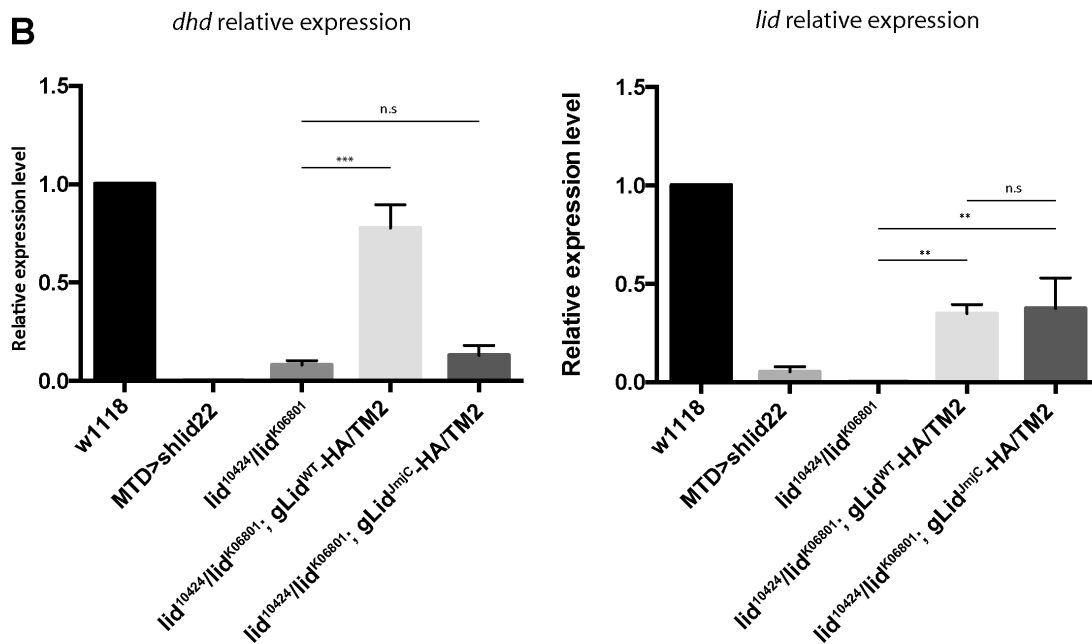 B
dhd relative expression
Relative expression level
1.5
1.0
0.5
0.0
n.s
***
w1118
MTD>shlid22
lid10424/lidK06801
lid10424/lidK06801; gLidWT-HA/TM2
lid10424/lidK06801; gLidJmjC-HA/TM2
lid relative expression
Relative expression level
1.5
1.0
0.5
0.0
n.s
**
**
w1118
MTD>shlid22
lid10424/lidK06801
lid10424/lidK06801; gLidWT-HA/TM2
lid10424/lidK06801; gLidJmjC-HA/TM2